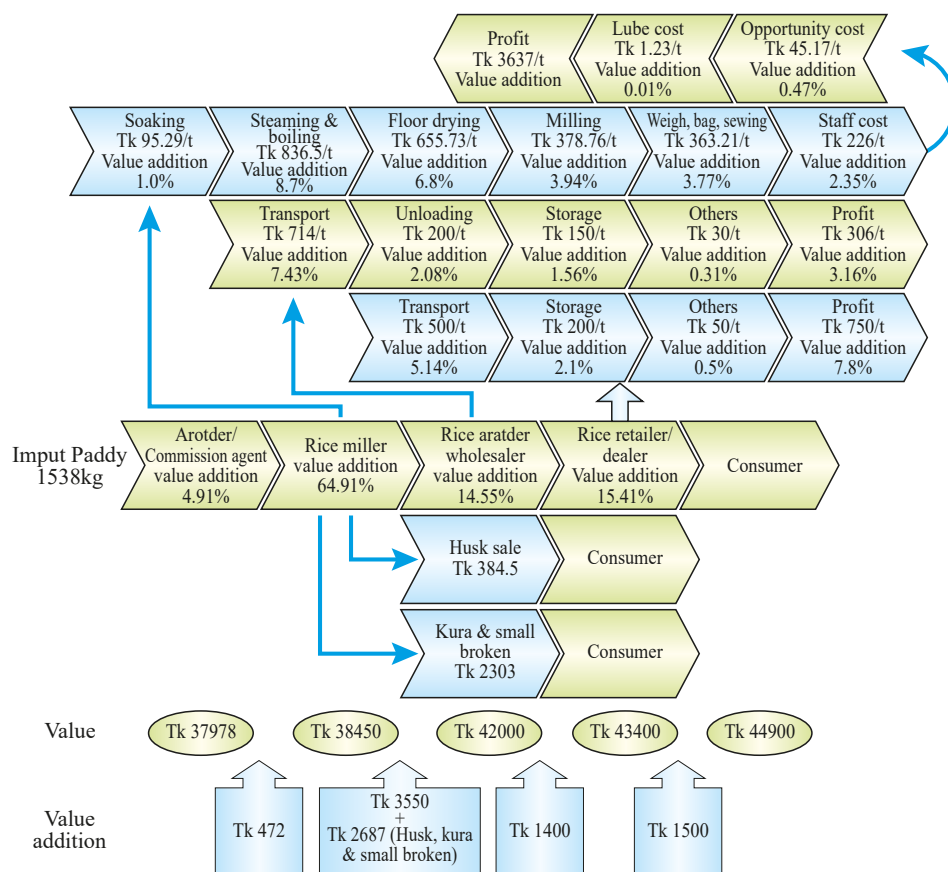 Profit
Tk 3637/t
Value addition
Lube cost
Tk 1.23/t
Value addition
0.01%
Opportunity cost
Tk 45.17/t
Value addition
0.47%
Soaking
Tk 95.29/t
Value addition
1.0%
Steaming &
boiling
Tk 836.5/t
Value addition
8.7%
Floor drying
Tk 655.73/t
Value addition
6.8%
Milling
Tk 378.76/t
Value addition
3.94%
Weigh, bag, sewing
Tk 363.21/t
Value addition
3.77%
Staff cost
Tk 226/t
Value addition
2.35%
Transport
Tk 714/t
Value addition
7.43%
Unloading
Tk 200/t
Value addition
2.08%
Storage
Tk 150/t
Value addition
1.56%
Others
Tk 30/t
Value addition
0.31%
Profit
Tk 306/t
Value addition
3.16%
Transport
Tk 500/t
Value addition
5.14%
Storage
Tk 200/t
Value addition
2.1%
Others
Tk 50/t
Value addition
0.5%
Profit
Tk 750/t
Value addition
7.8%
Imput Paddy
1538kg
Arotder/
Commission agent
value addition
4.91%
Rice miller
value addition
64.91%
Rice aratder
wholesaler
value addition
14.55%
Rice retailer/
dealer
Value addition
15.41%
Consumer
Husk sale
Tk 384.5
Consumer
Kura & small
broken
Tk 2303
Consumer
Value
Tk 37978
Tk 38450
Tk 42000
Tk 43400
Tk 44900
Value
addition
Tk 472
Tk 3550
+
Tk 2687 (Husk, kura
& small broken)
Tk 1400
Tk 1500